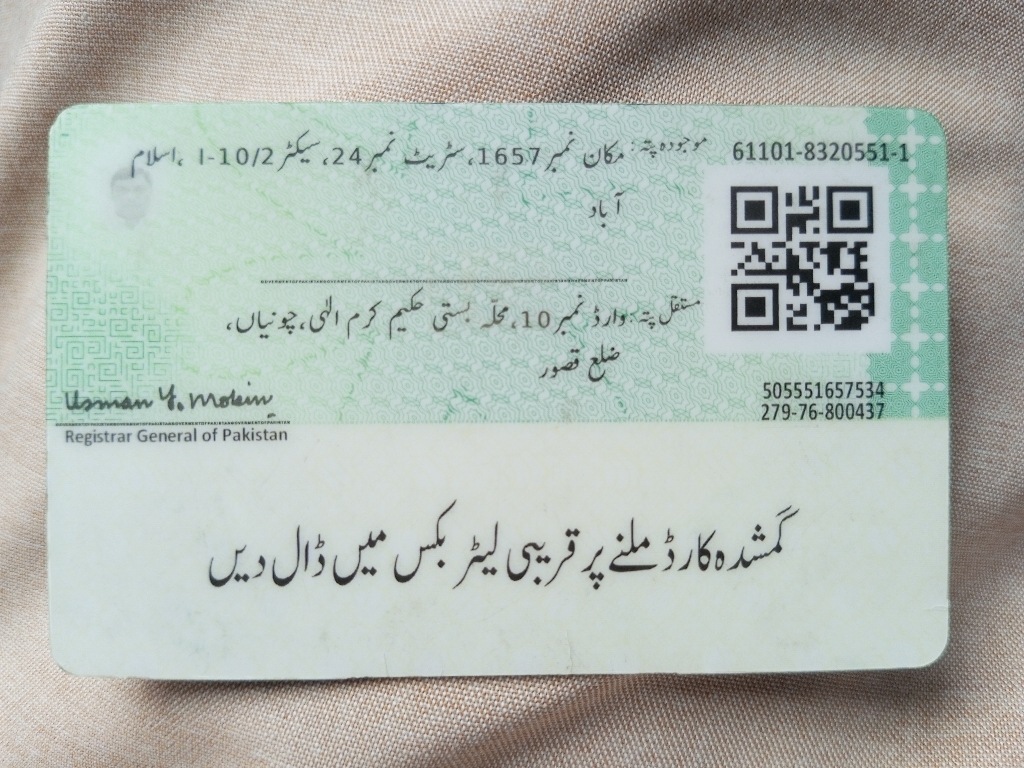 61101-8320551-1
موجودہ پتہ: مکان نمبر 1657، سٹریٹ نمبر 24، سیکٹر I-10/2، اسلام
آباد
مستقل پتہ: وارڈ نمبر 10، محلّہ بستی حکیم کرم الٰہی، چونیاں،
ضلع قصور
505551657534
279-76-800437
Usman Y. Mobin
Registrar General of Pakistan
گمشدہ کارڈ ملنے پر قریبی لیٹر بکس میں ڈال دیں